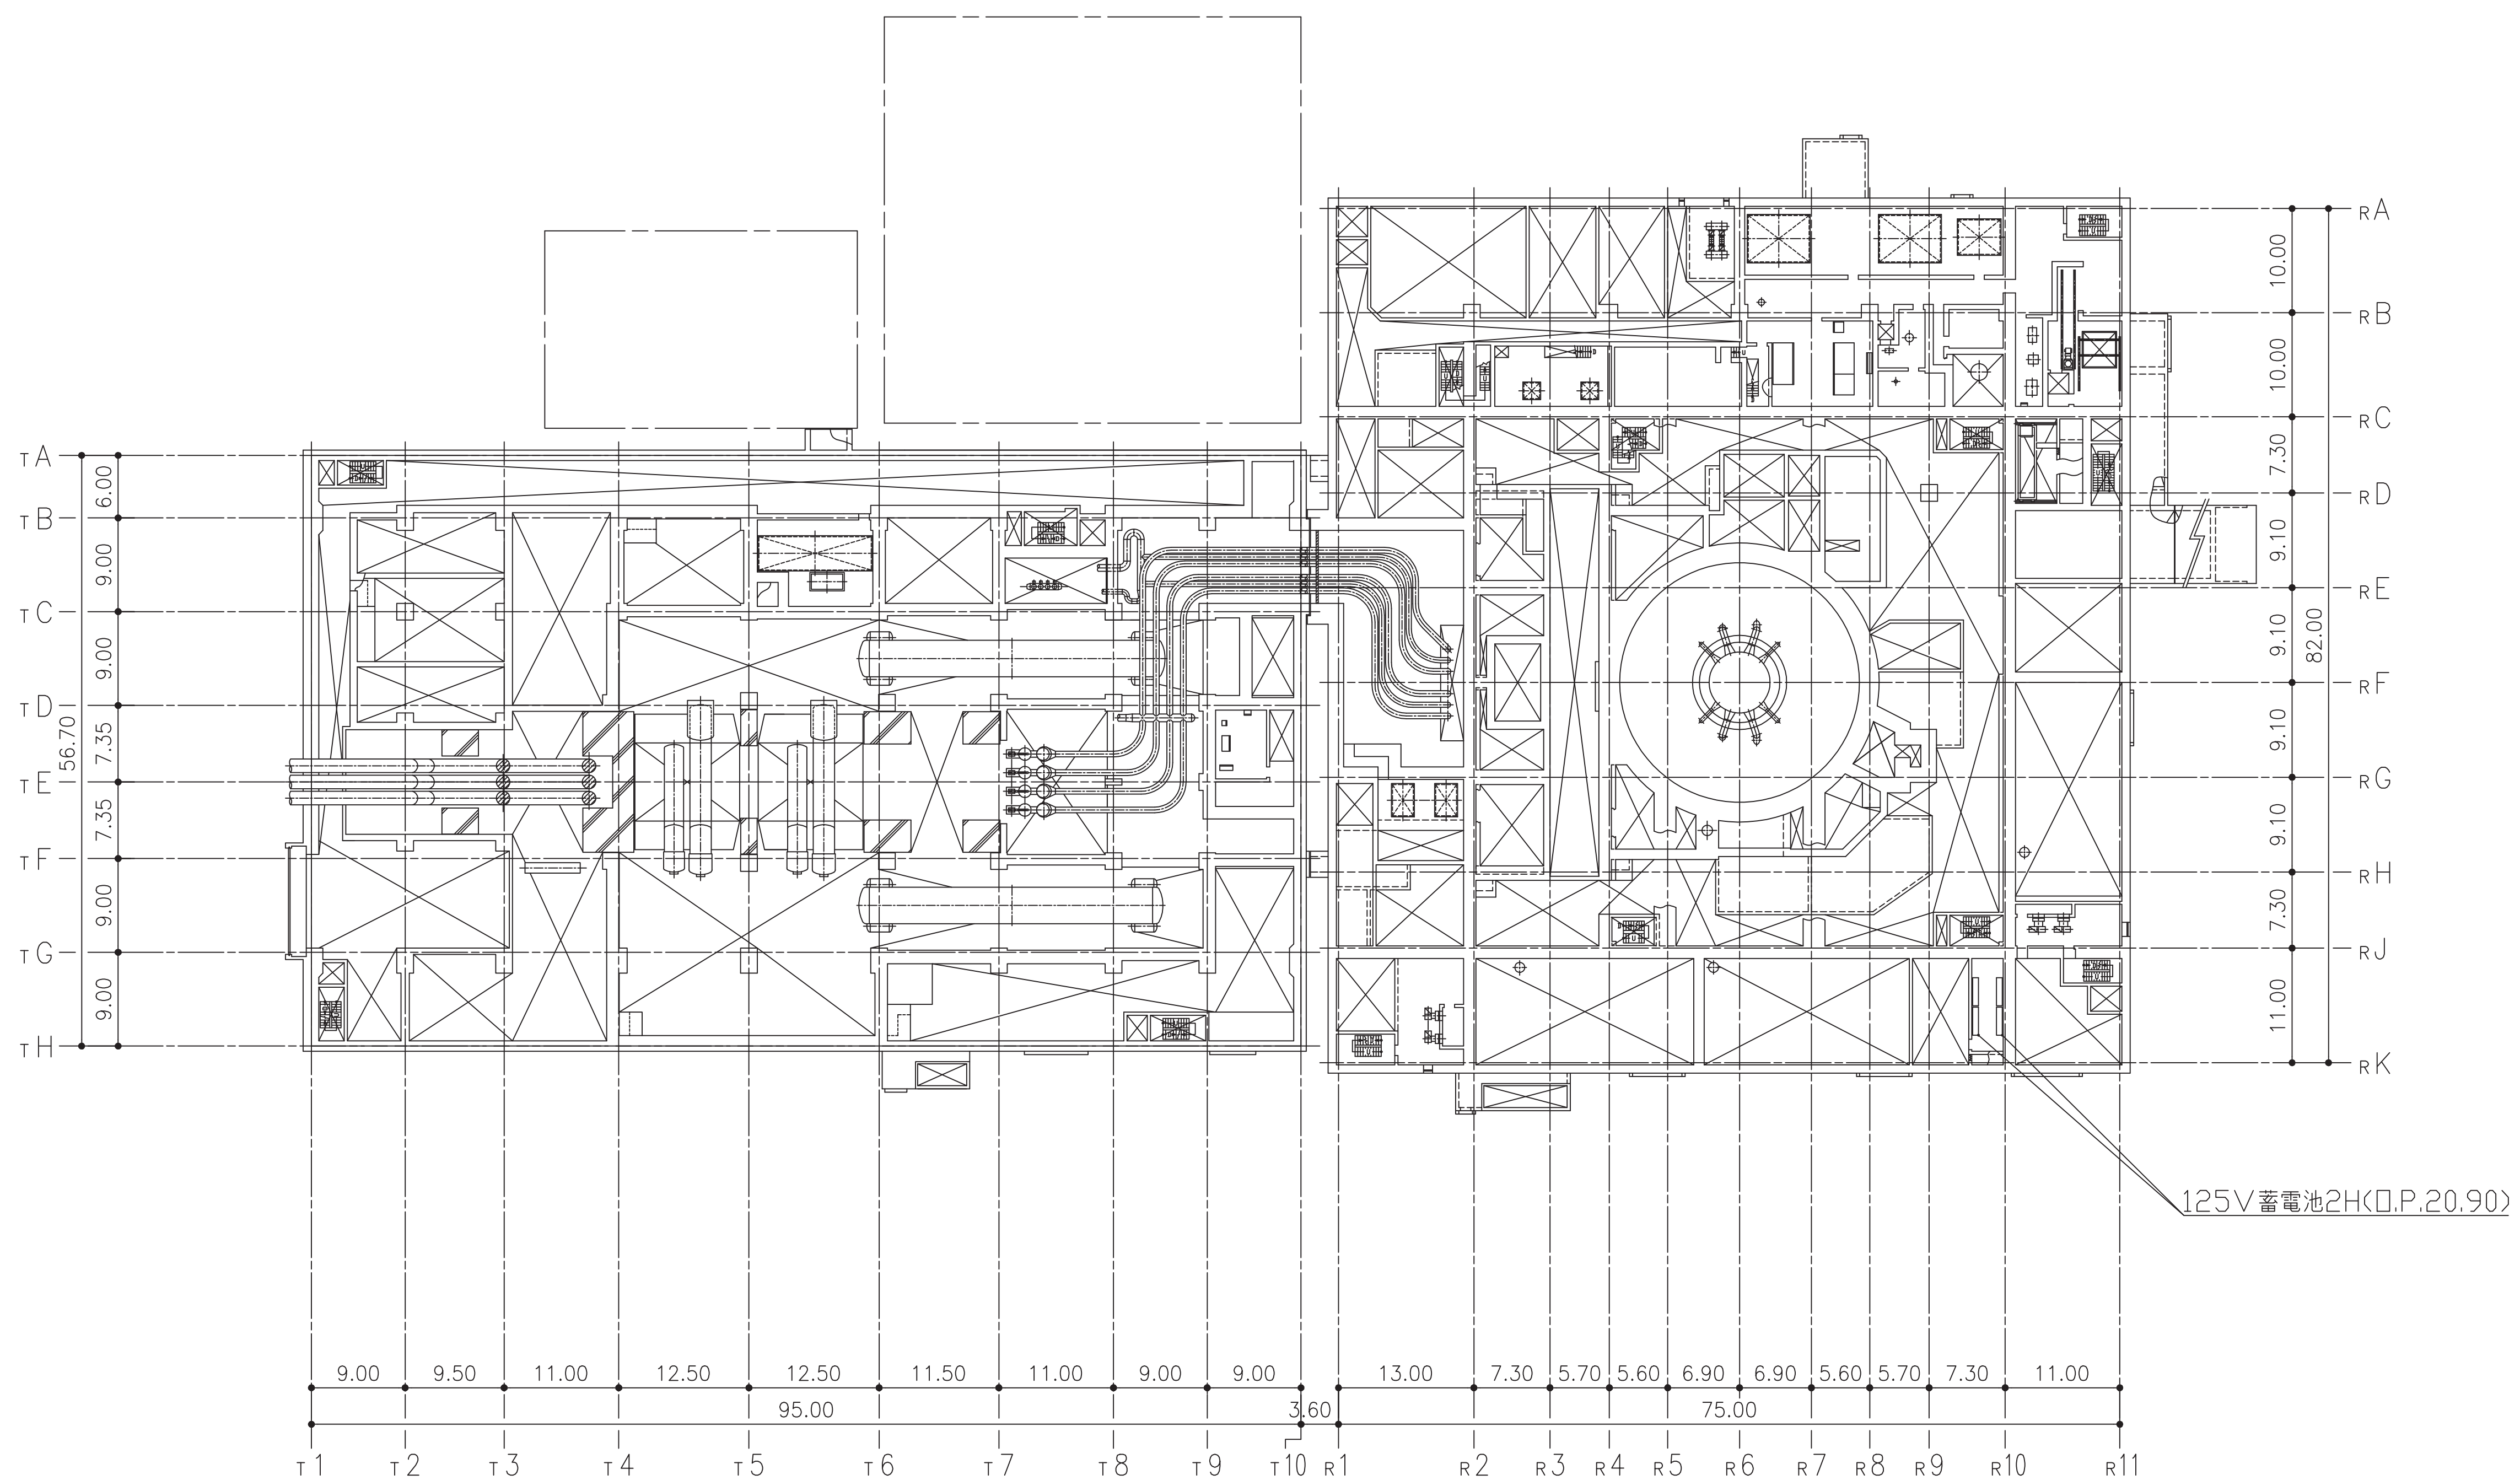 RA
10.00
RB
10.00
RC
7.30
RD
9.10
RE
9.10
82.00
RF
9.10
RG
9.10
RH
7.30
RJ
11.00
RK
TA
6.00
TB
9.00
TC
9.00
TD
56.70
7.35
TE
7.35
TF
9.00
TG
9.00
TH
125V蓄電池2H(O.P.20.90)
9.00 9.50 11.00 12.50 12.50 11.50 11.00 9.00 9.00 13.00 7.30 5.70 5.60 6.90 6.90 5.60 5.70 7.30 11.00
95.00 3.60 75.00
T1 T2 T3 T4 T5 T6 T7 T8 T9 T10 R1 R2 R3 R4 R5 R6 R7 R8 R9 R10 R11